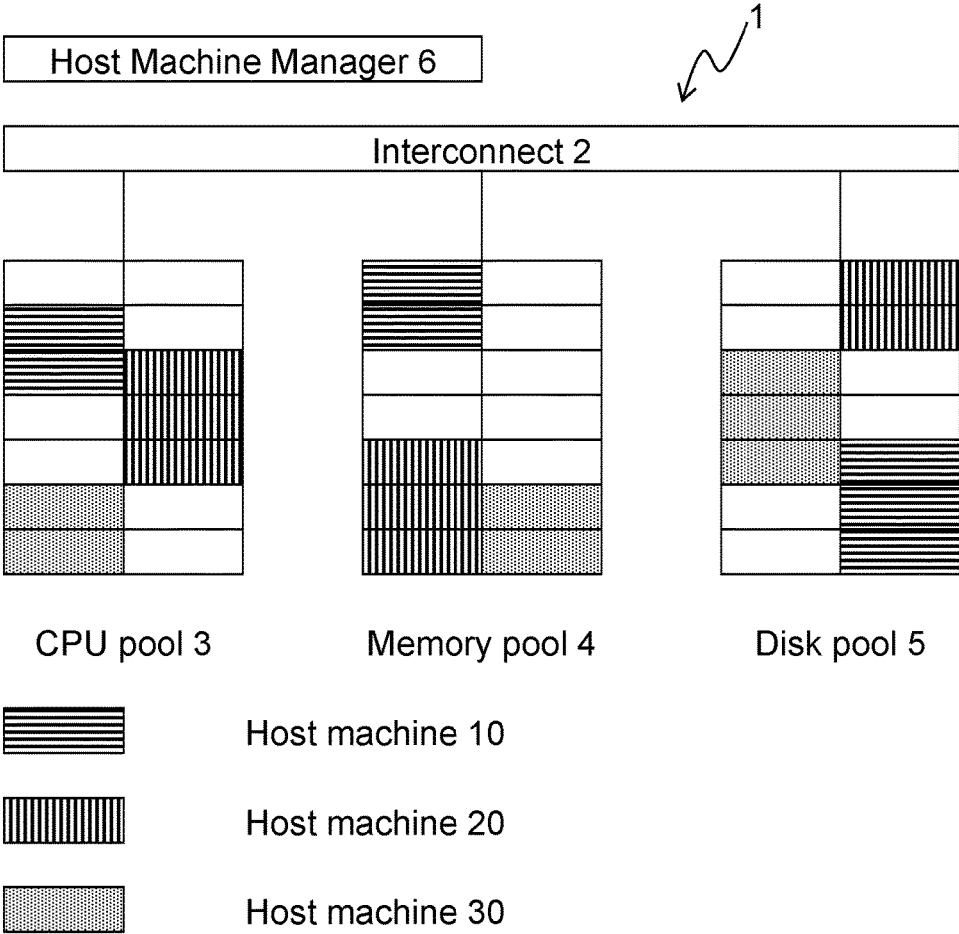 1
Host Machine Manager 6
Interconnect 2
CPU pool 3
Memory pool 4
Disk pool 5
Host machine 10
Host machine 20
Host machine 30